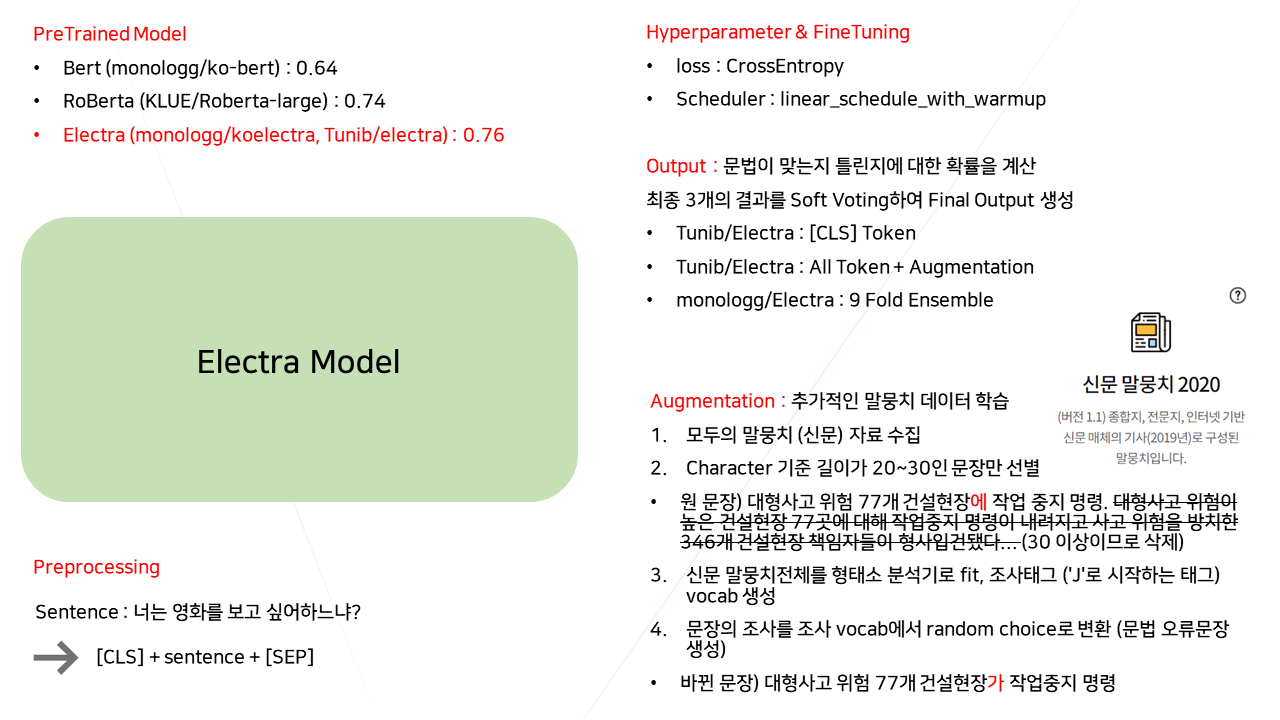 PreTrained Model
• Bert (monologg/ko-bert) : 0.64
• RoBerta (KLUE/Roberta-large) : 0.74
• Electra (monologg/koelectra, Tunib/electra) : 0.76
Electra Model
Preprocessing
Sentence : 너는 영화를 보고 싶어하느냐?
[CLS] + sentence + [SEP]
Hyperparameter & FineTuning
• loss : CrossEntropy
• Scheduler : linear_schedule_with_warmup
Output : 문법이 맞는지 틀린지에 대한 확률을 계산
최종 3개의 결과를 Soft Voting하여 Final Output 생성
• Tunib/Electra : [CLS] Token
• Tunib/Electra : All Token + Augmentation
• monologg/Electra : 9 Fold Ensemble
?
신문 말뭉치 2020
(버전 1.1) 종합지, 전문지, 인터넷 기반
신문 매체의 기사(2019년)로 구성된
말뭉치입니다.
Augmentation : 추가적인 말뭉치 데이터 학습
1. 모두의 말뭉치 (신문) 자료 수집
2. Character 기준 길이가 20~30인 문장만 선별
• 원 문장) 대형사고 위험 77개 건설현장에 작업 중지 명령. 대형사고 위험이
높은 건설현장 77곳에 대해 작업중지 명령이 내려지고 사고 위험을 방치한
346개 건설현장 책임자들이 형사입건됐다... (30 이상이므로 삭제)
3. 신문 말뭉치전체를 형태소 분석기로 fit, 조사태그 ('J'로 시작하는 태그)
vocab 생성
4. 문장의 조사를 조사 vocab에서 random choice로 변환 (문법 오류문장
생성)
• 바뀐 문장) 대형사고 위험 77개 건설현장가 작업중지 명령